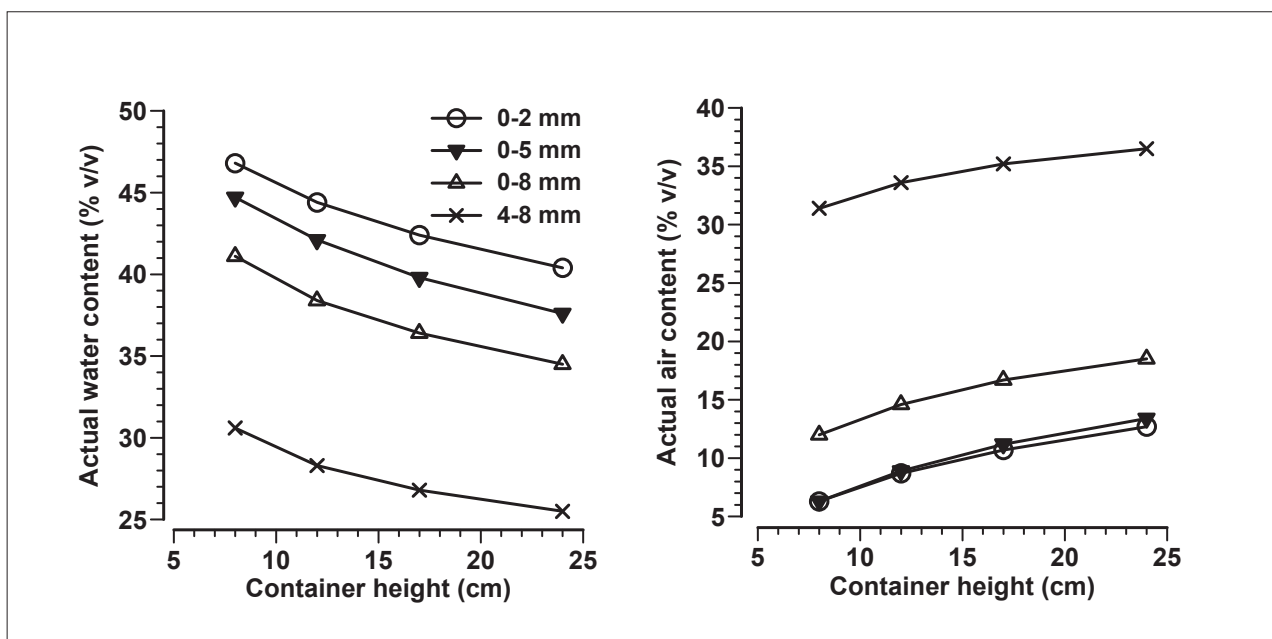 Actual water content (% v/v)
50
45
40
35
30
25
0-2 mm
0-5 mm
0-8 mm
4-8 mm
5 10 15 20 25
Container height (cm)
Actual air content (% v/v)
40
35
30
25
20
15
10
5
5 10 15 20 25
Container height (cm)